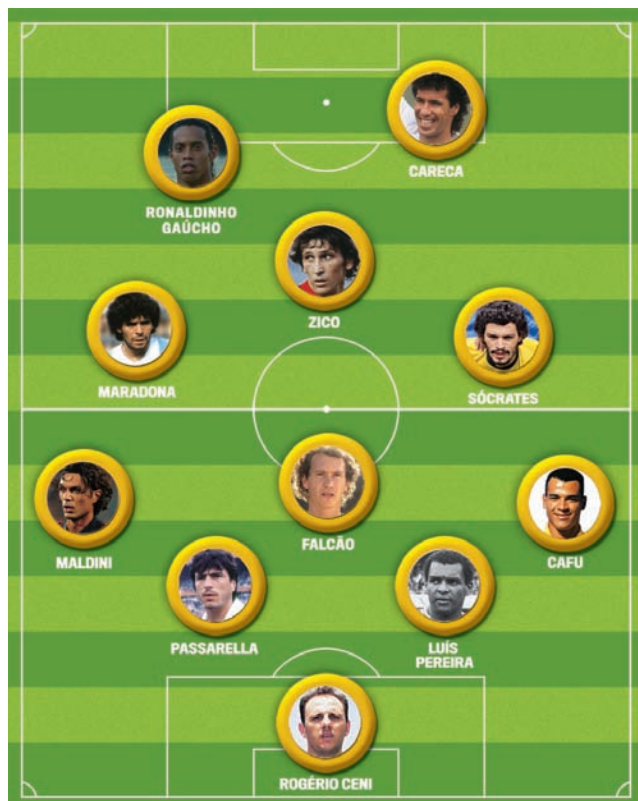 CARECA
RONALDINHO
GAÚCHO
ZICO
MARADONA
SÓCRATES
MALDINI
FALCÃO
CAFU
PASSARELLA
LUÍS
PEREIRA
ROGÉRIO CENI